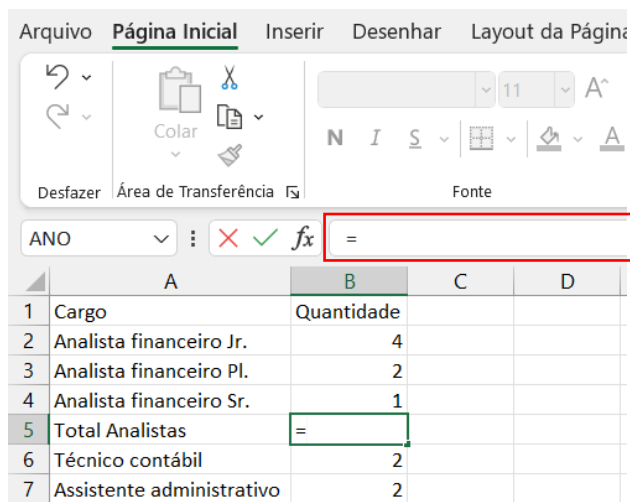 Arquivo Página Inicial Inserir Desenhar Layout da Página
Colar
11 A^
N I S A
Desfazer Área de Transferência Fonte
ANO fx =
A B C D
1 Cargo Quantidade
2 Analista financeiro Jr. 4
3 Analista financeiro Pl. 2
4 Analista financeiro Sr. 1
5 Total Analistas =
6 Técnico contábil 2
7 Assistente administrativo 2